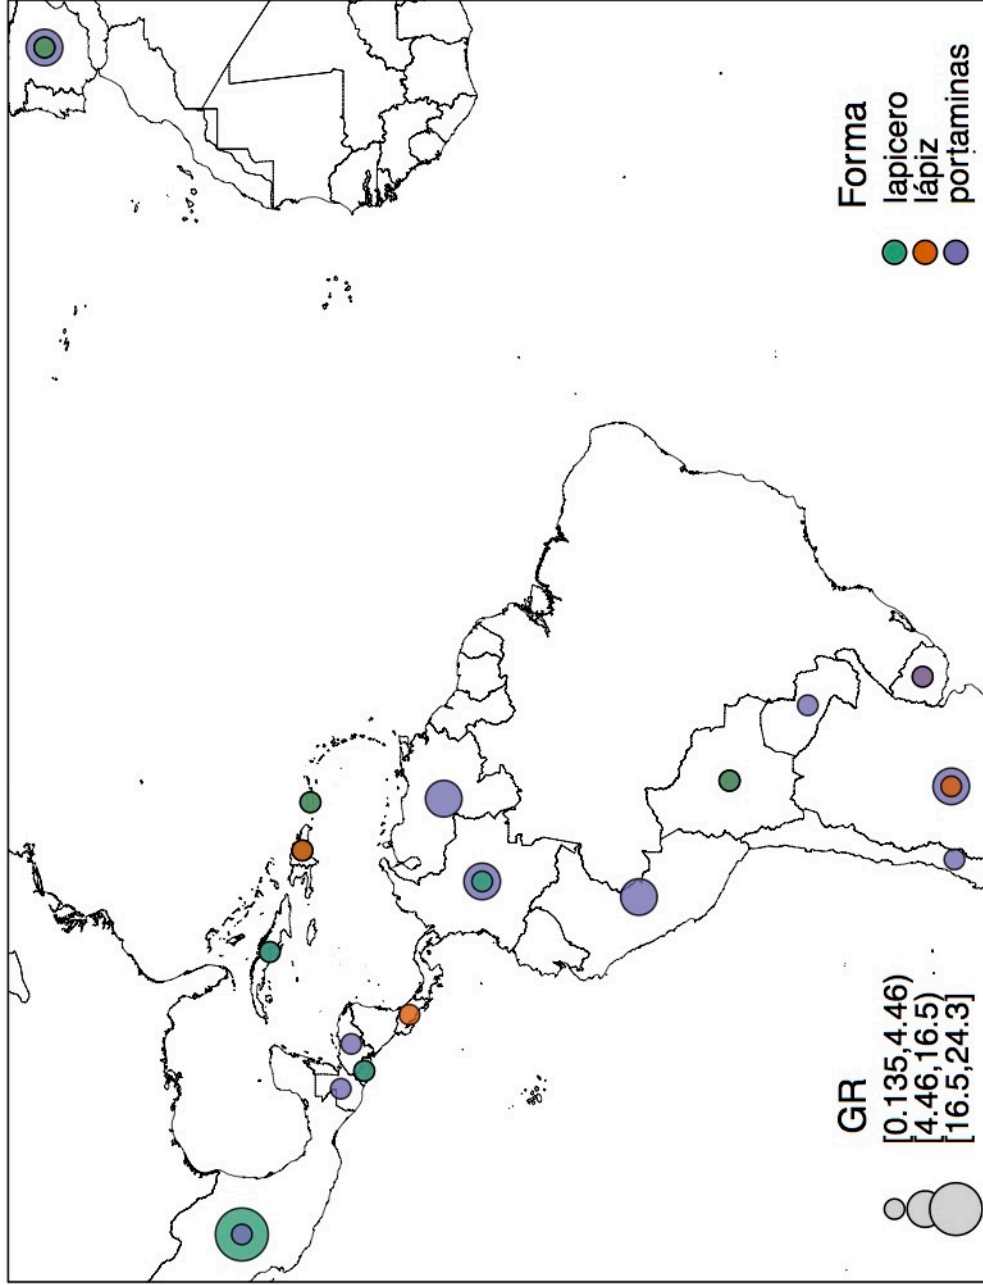 GR
[0.135,4.46)
[4.46,16.5)
[16.5,24.3]
Forma
lapicero
lápiz
portaminas